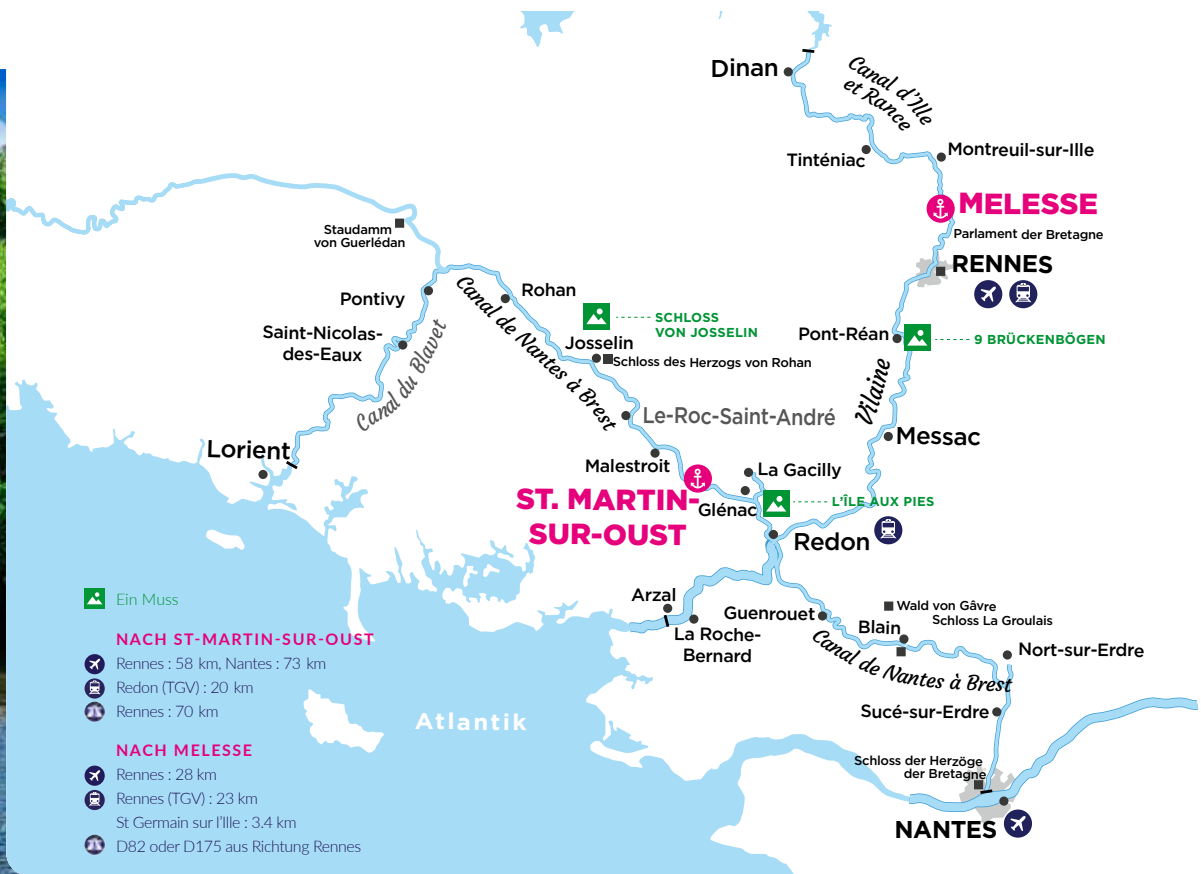 Dinan
Canal d'Ille
et Rance
Tinténiac
Montreuil-sur-Ille
MELESSE
Parlament der Bretagne
RENNES
Staudamm
von Guerlédan
Pontivy
Rohan
Saint-Nicolas-
des-Eaux
Canal du Blavet
Canal de Nantes à Brest
SCHLOSS
VON JOSSELIN
Josselin
Schloss des Herzogs von Rohan
Pont-Réan
9 BRÜCKENBÖGEN
Vilaine
Le-Roc-Saint-André
Messac
Lorient
Malestroit
La Gacilly
ST. MARTIN-
SUR-OUST
Glénac
L'ÎLE AUX PIES
Redon
Arzal
La Roche-
Bernard
Guenrouet
Wald von Gâvre
Schloss La Groulais
Blain
Canal de Nantes à Brest
Nort-sur-Erdre
Sucé-sur-Erdre
Schloss der Herzöge
der Bretagne
NANTES
Atlantik
Ein Muss
NACH ST-MARTIN-SUR-OUST
Rennes : 58 km, Nantes : 73 km
Redon (TGV) : 20 km
Rennes : 70 km
NACH MELESSE
Rennes : 28 km
Rennes (TGV) : 23 km
St Germain sur l'Ille : 3.4 km
D82 oder D175 aus Richtung Rennes